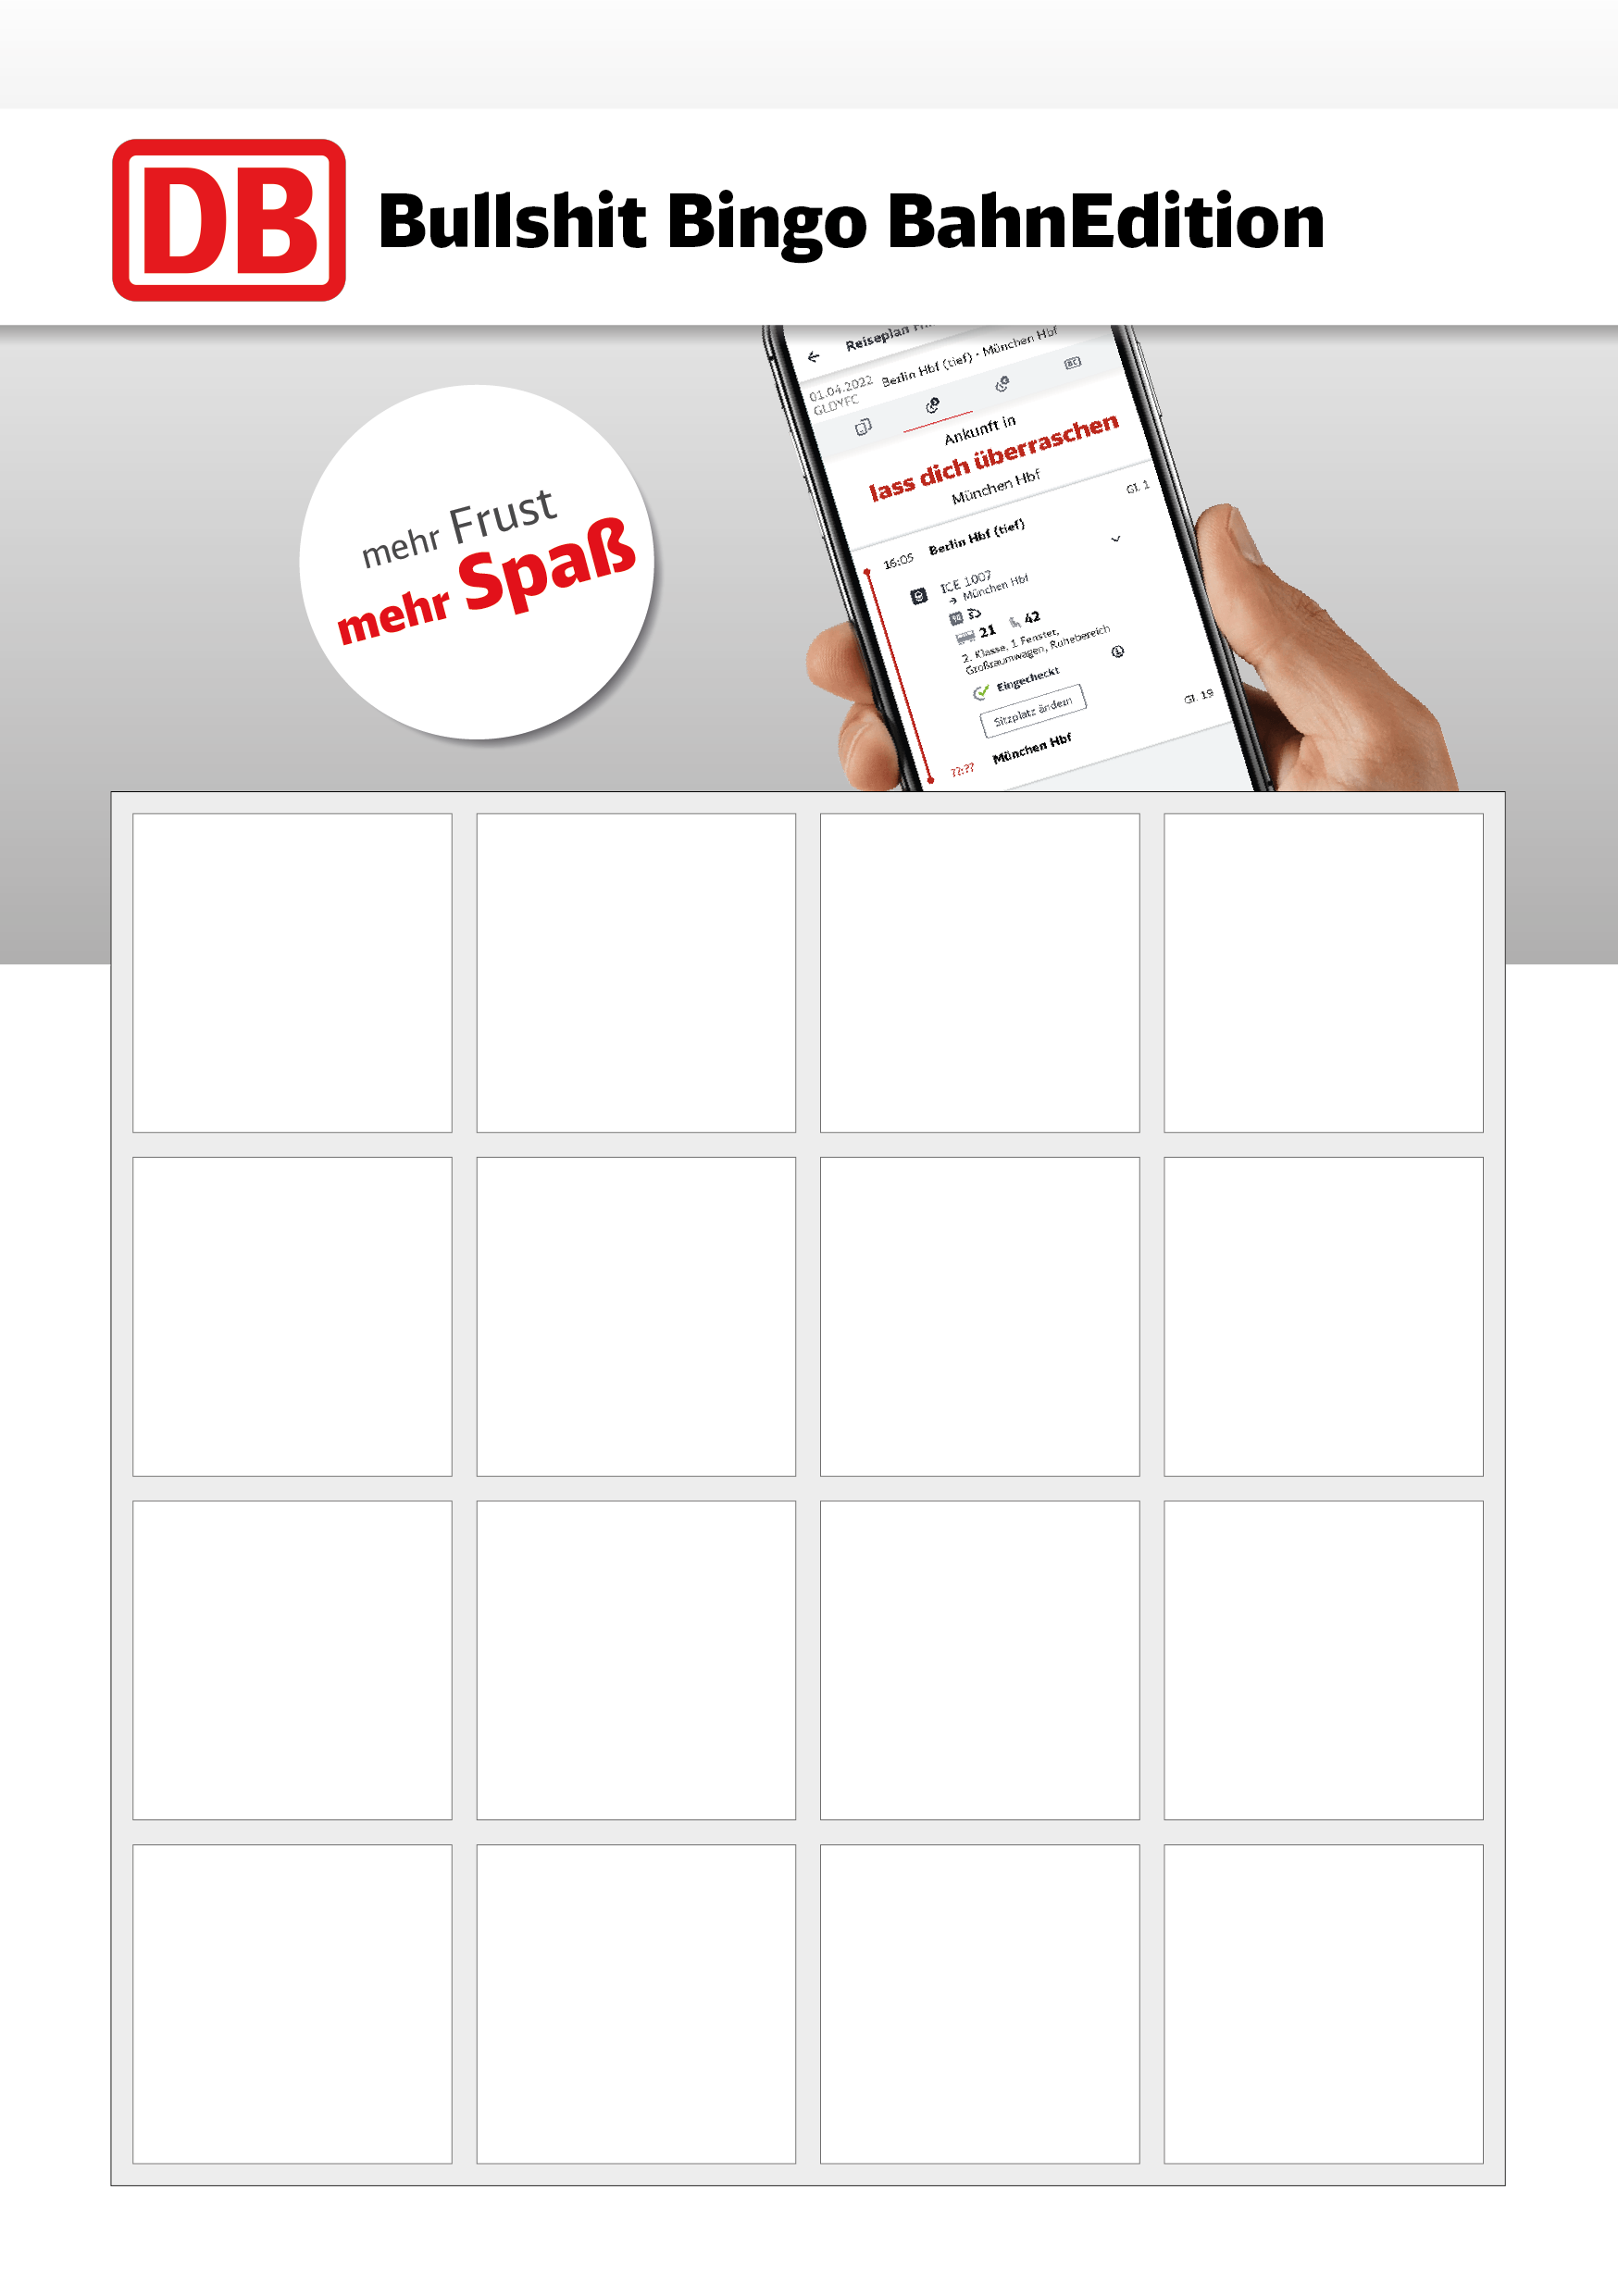 DB
Bullshit Bingo BahnEdition
mehr Frust
mehr Spaß
Reiseplan
01.04.2022 Berlin Hbf (tief) - München Hbf
GLDYFC
Ankunft in
lass dich überraschen
München Hbf
16:05 Berlin Hbf (tief) Gl. 1
ICE 1007
→ München Hbf
21 42
2. Klasse, 1 Fenster,
Großraumwagen, Ruhebereich
Eingecheckt
Sitzplatz ändern
??:?? München Hbf Gl. 19